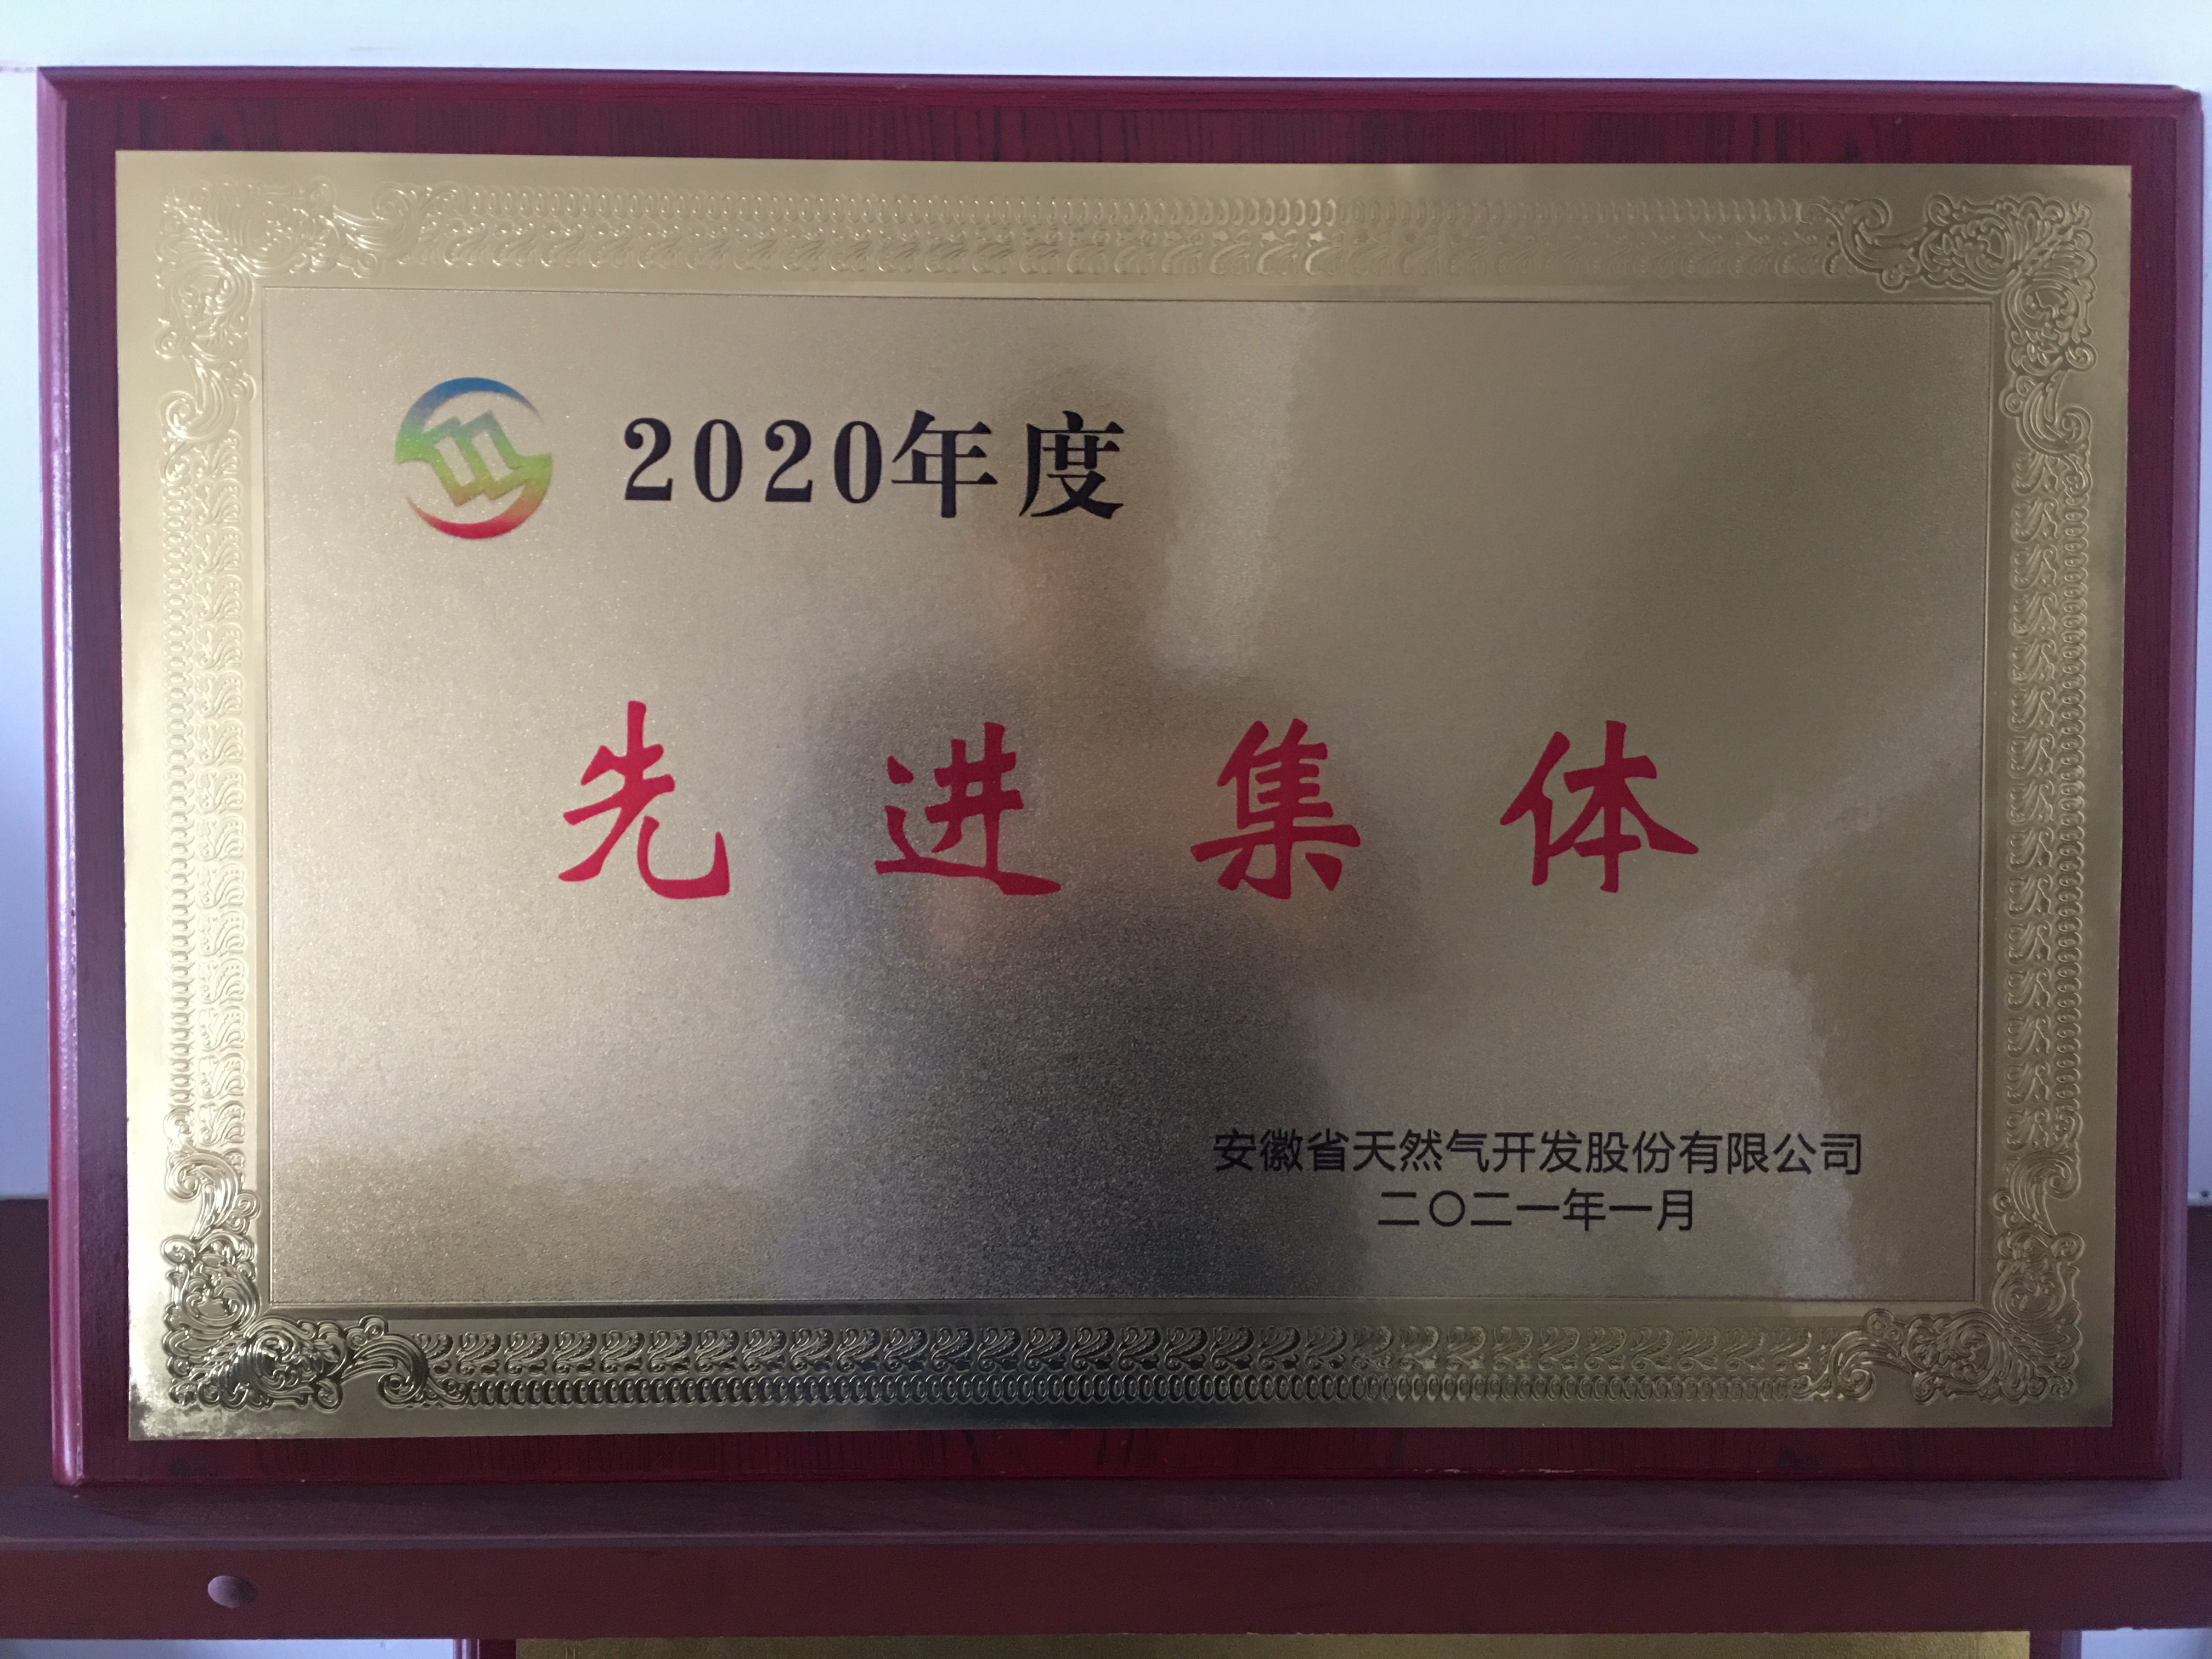 2020年度
先进集体
安徽省天然气开发股份有限公司
二〇二一年一月